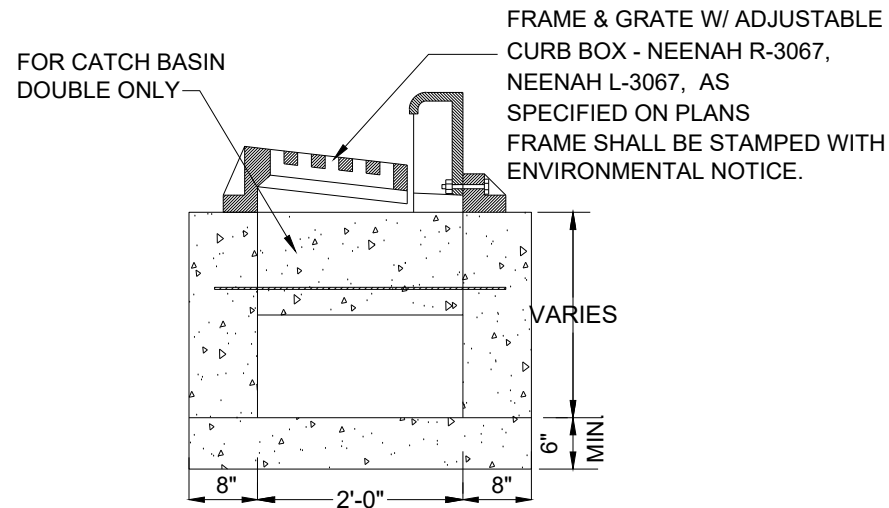 FRAME & GRATE W/ ADJUSTABLE
CURB BOX - NEENAH R-3067,
NEENAH L-3067, AS
SPECIFIED ON PLANS
FRAME SHALL BE STAMPED WITH
ENVIRONMENTAL NOTICE.
FOR CATCH BASIN
DOUBLE ONLY
VARIES
6"
MIN.
8"
2'-0"
8"